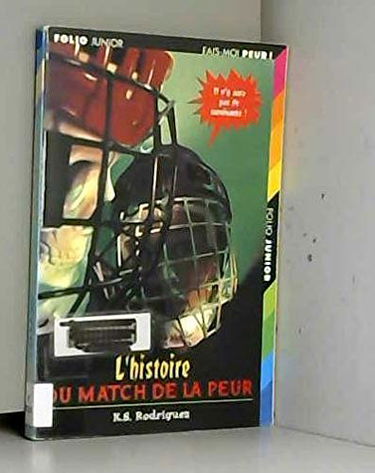 FOLIO JUNIOR
FAIS-MOI PEUR !
Il n'y aura
pas de
survivants !
FOLIO JUNIOR
L'histoire
DU MATCH DE LA PEUR
K.S. Rodriguez